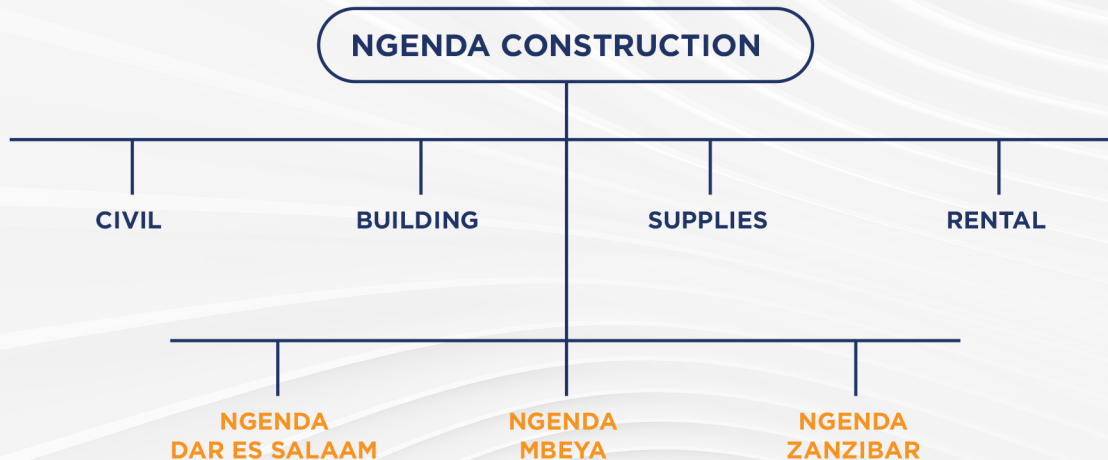 NGENDA CONSTRUCTION
CIVIL
BUILDING
SUPPLIES
RENTAL
NGENDA
DAR ES SALAAM
NGENDA
MBEYA
NGENDA
ZANZIBAR